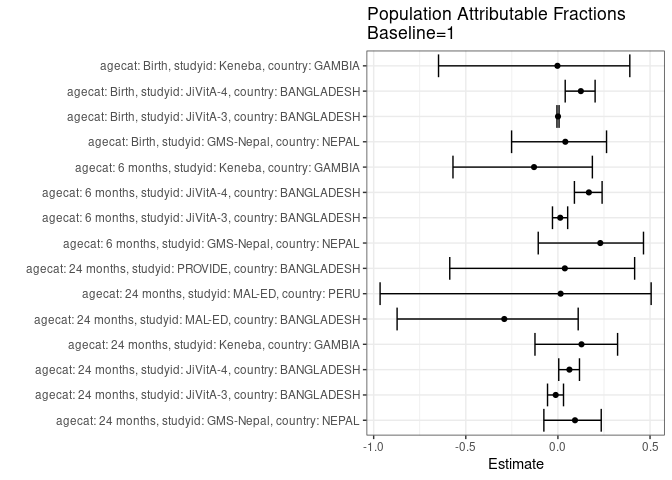 Population Attributable Fractions
Baseline=1
agecat: Birth, studyid: Keneba, country: GAMBIA
agecat: Birth, studyid: JiVitA-4, country: BANGLADESH
agecat: Birth, studyid: JiVitA-3, country: BANGLADESH
agecat: Birth, studyid: GMS-Nepal, country: NEPAL
agecat: 6 months, studyid: Keneba, country: GAMBIA
agecat: 6 months, studyid: JiVitA-4, country: BANGLADESH
agecat: 6 months, studyid: JiVitA-3, country: BANGLADESH
agecat: 6 months, studyid: GMS-Nepal, country: NEPAL
agecat: 24 months, studyid: PROVIDE, country: BANGLADESH
agecat: 24 months, studyid: MAL-ED, country: PERU
agecat: 24 months, studyid: MAL-ED, country: BANGLADESH
agecat: 24 months, studyid: Keneba, country: GAMBIA
agecat: 24 months, studyid: JiVitA-4, country: BANGLADESH
agecat: 24 months, studyid: JiVitA-3, country: BANGLADESH
agecat: 24 months, studyid: GMS-Nepal, country: NEPAL
-1.0 -0.5 0.0 0.5
Estimate